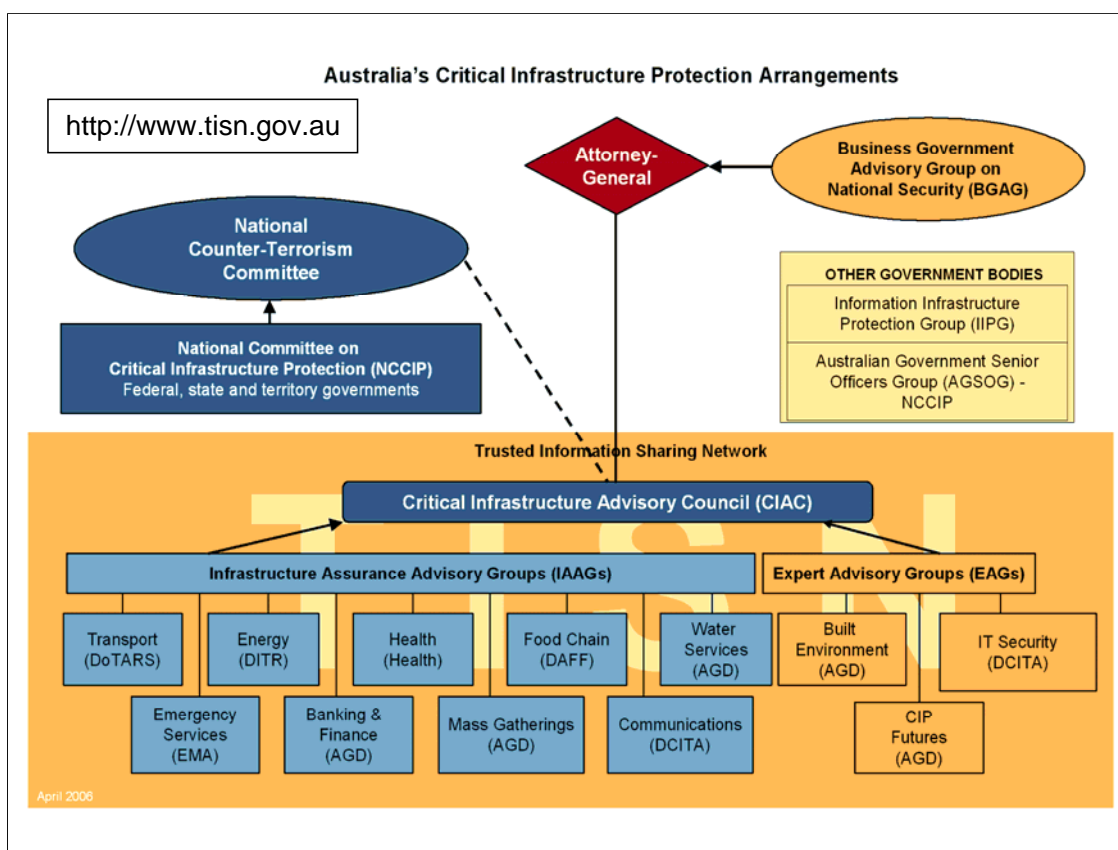 Australia's Critical Infrastructure Protection Arrangements
http://www.tisn.gov.au
Attorney-
General
Business Government
Advisory Group on
National Security (BGAG)
National
Counter-Terrorism
Committee
OTHER GOVERNMENT BODIES
Information Infrastructure
Protection Group (IIPG)
Australian Government Senior
Officers Group (AGSOG) -
NCCIP
National Committee on
Critical Infrastructure Protection (NCCIP)
Federal, state and territory governments
Trusted Information Sharing Network
TISN
Critical Infrastructure Advisory Council (CIAC)
Infrastructure Assurance Advisory Groups (IAAGs)
Expert Advisory Groups (EAGs)
Transport
(DoTARS)
Energy
(DITR)
Health
(Health)
Food Chain
(DAFF)
Water
Services
(AGD)
Built
Environment
(AGD)
IT Security
(DCITA)
Emergency
Services
(EMA)
Banking &
Finance
(AGD)
Mass Gatherings
(AGD)
Communications
(DCITA)
CIP
Futures
(AGD)
April 2006